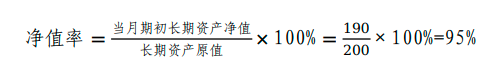 净值率 = 当月期初长期资产净值/长期资产原值 × 100% = 190/200 × 100%=95%